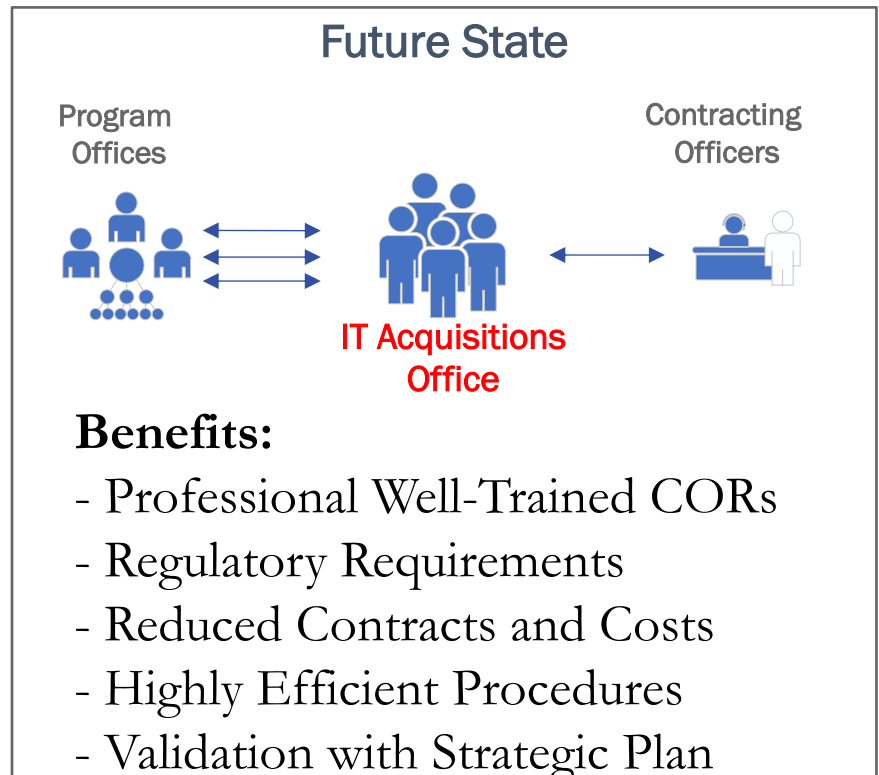 Future State
Program
Offices
Contracting
Officers
IT Acquisitions
Office
Benefits:
- Professional Well-Trained CORs
- Regulatory Requirements
- Reduced Contracts and Costs
- Highly Efficient Procedures
- Validation with Strategic Plan